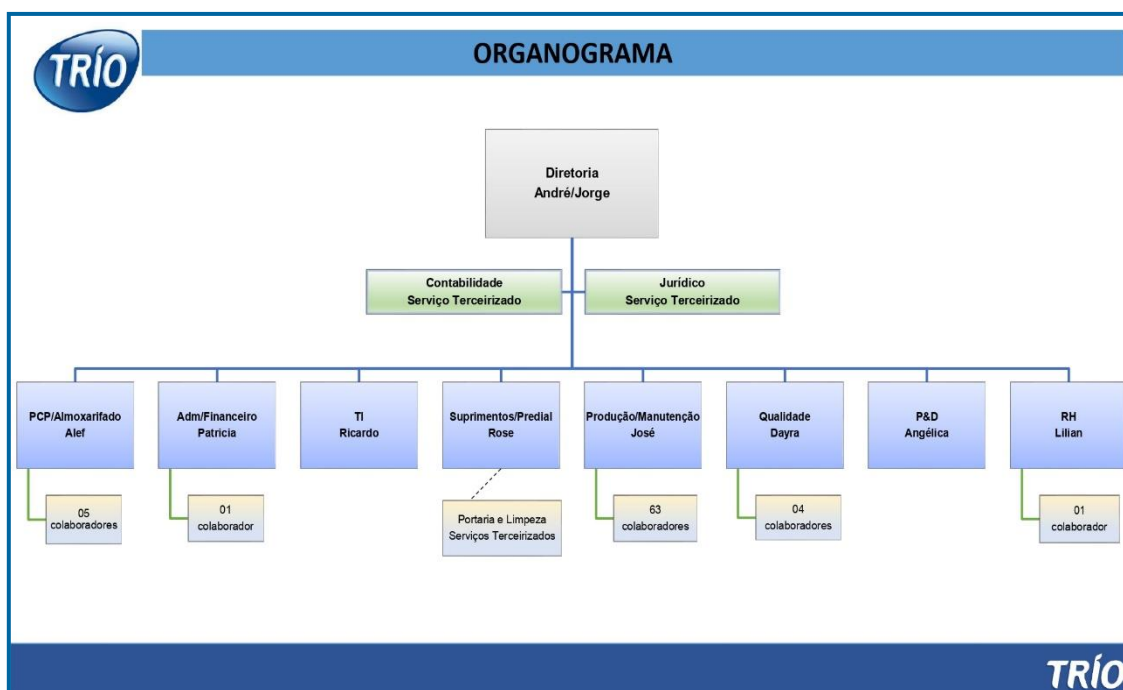 TRÍO
ORGANOGRAMA
Diretoria
André/Jorge
Contabilidade
Serviço Terceirizado
Jurídico
Serviço Terceirizado
PCP/Almoxarifado
Alef
Adm/Financeiro
Patricia
TI
Ricardo
Suprimentos/Predial
Rose
Produção/Manutenção
José
Qualidade
Dayra
P&D
Angélica
RH
Lilian
05
colaboradores
01
colaborador
Portaria e Limpeza
Serviços Terceirizados
63
colaboradores
04
colaboradores
01
colaborador
TRÍO